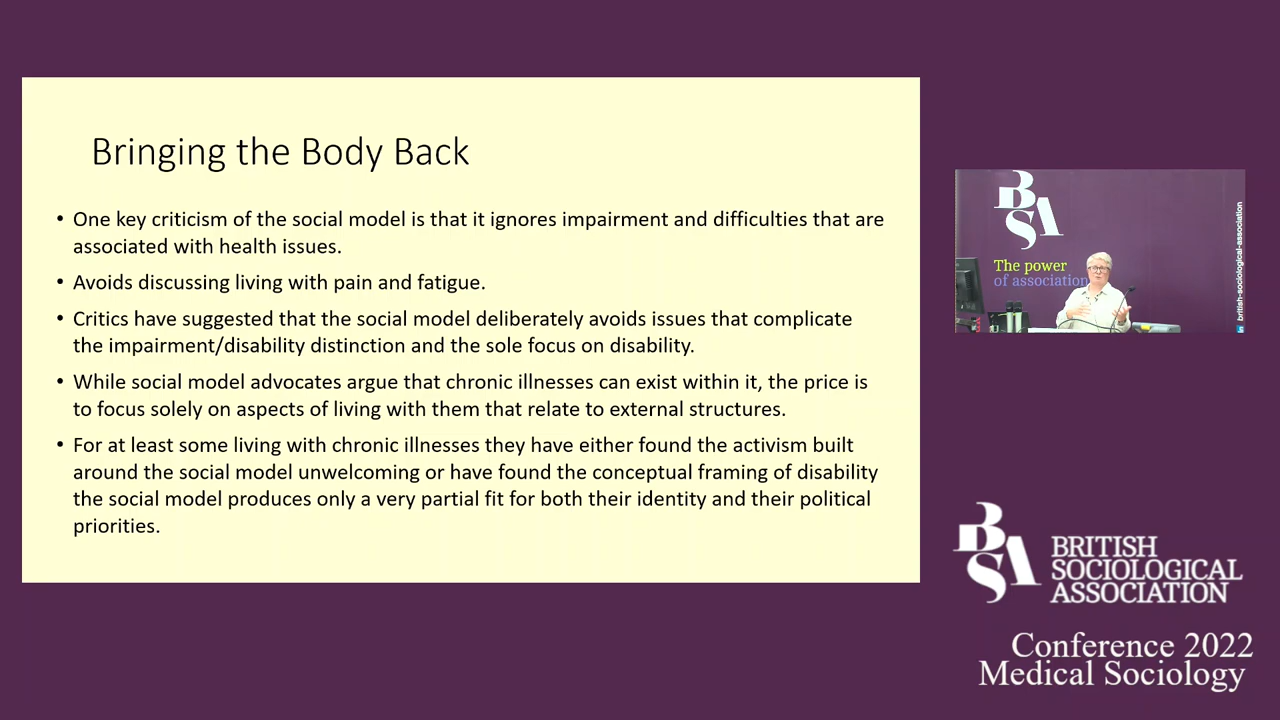 Bringing the Body Back
• One key criticism of the social model is that it ignores impairment and difficulties that are
associated with health issues.
• Avoids discussing living with pain and fatigue.
• Critics have suggested that the social model deliberately avoids issues that complicate
the impairment/disability distinction and the sole focus on disability.
• While social model advocates argue that chronic illnesses can exist within it, the price is
to focus solely on aspects of living with them that relate to external structures.
• For at least some living with chronic illnesses they have either found the activism built
around the social model unwelcoming or have found the conceptual framing of disability
the social model produces only a very partial fit for both their identity and their political
priorities.
BSA
The power
of association
british-sociological-association
in
BSA
BRITISH
SOCIOLOGICAL
ASSOCIATION
Conference 2022
Medical Sociology